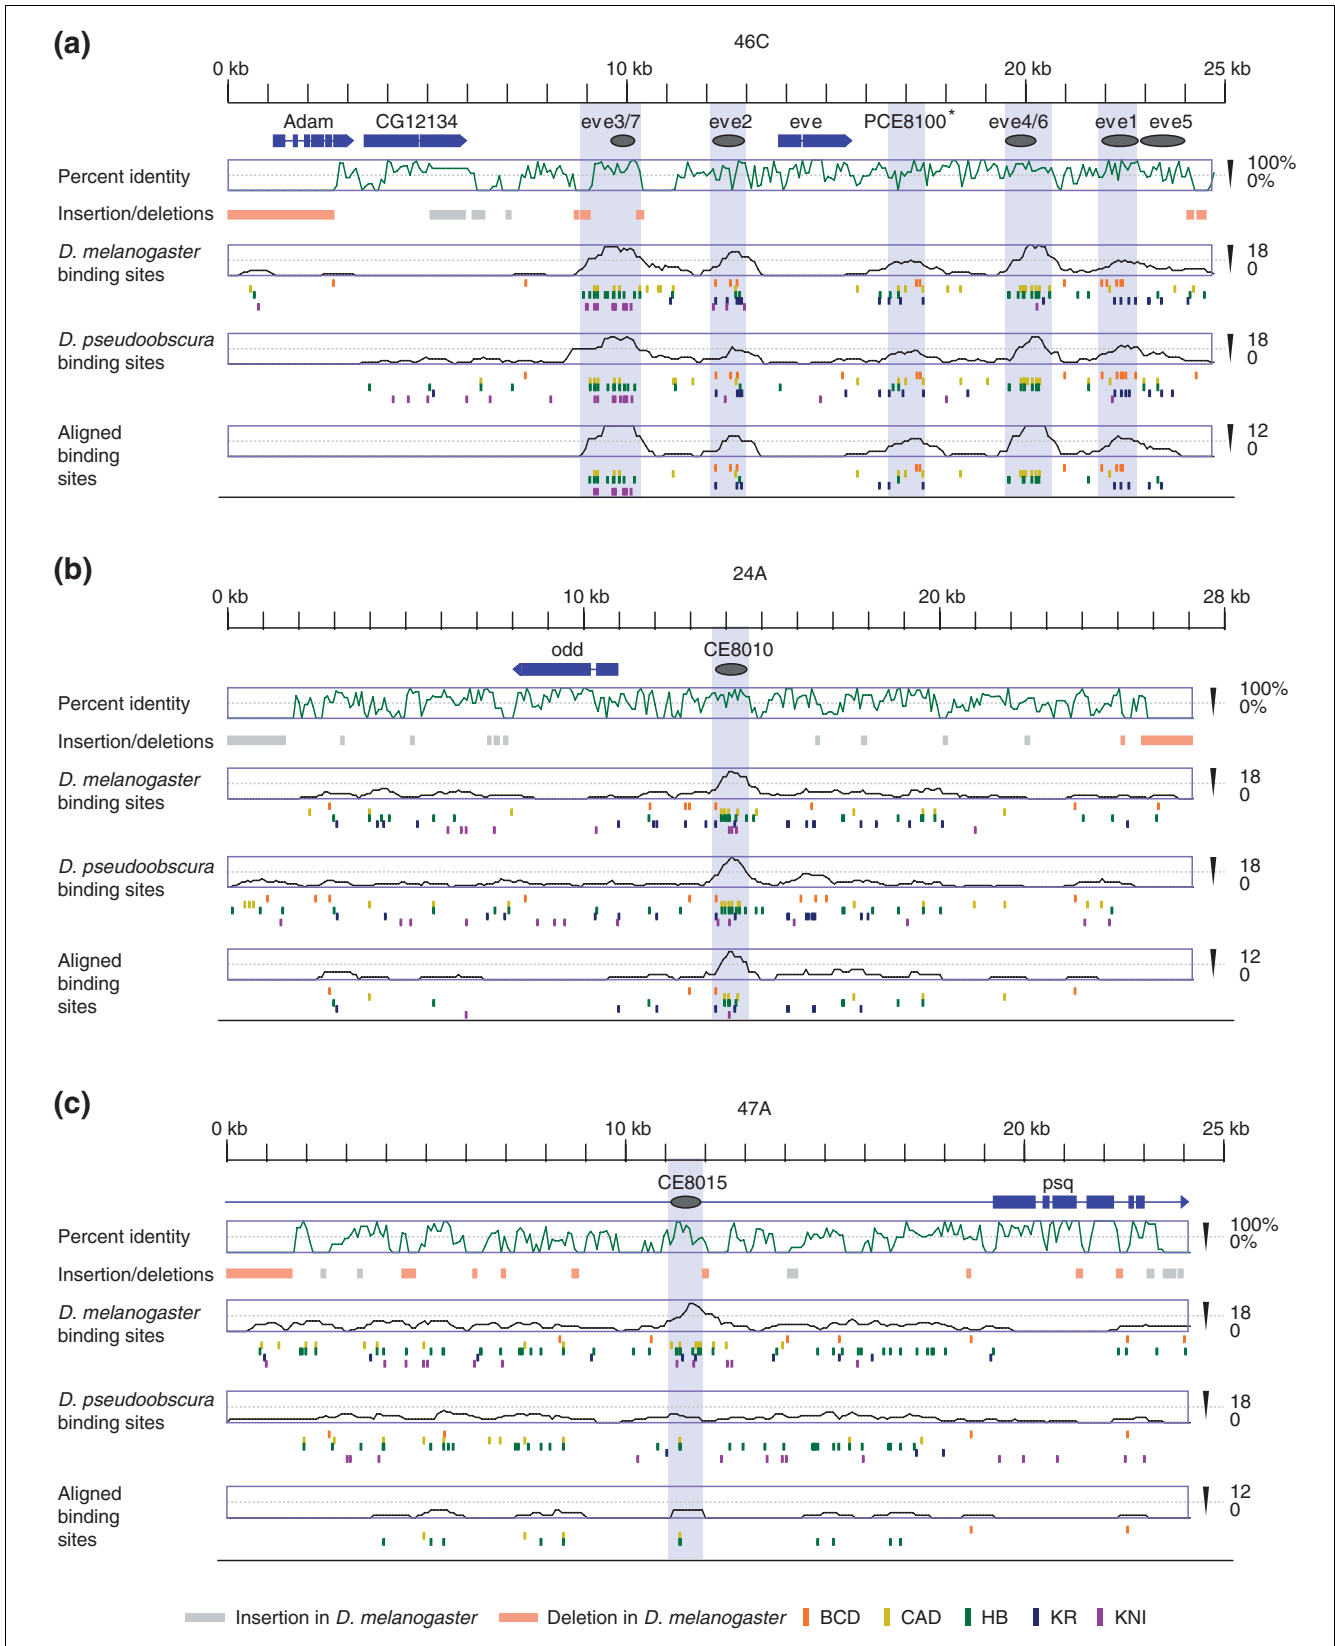 (a)
46C
0 kb 10 kb 20 kb 25 kb
Adam CG12134 eve3/7 eve2 eve PCE8100* eve4/6 eve1 eve5
Percent identity 100%
0%
Insertion/deletions
D. melanogaster
binding sites
18
0
D. pseudoobscura
binding sites
18
0
Aligned
binding
sites
12
0
(b)
24A
0 kb 10 kb 20 kb 28 kb
odd CE8010
Percent identity 100%
0%
Insertion/deletions
D. melanogaster
binding sites
18
0
D. pseudoobscura
binding sites
18
0
Aligned
binding
sites
12
0
(c)
47A
0 kb 10 kb 20 kb 25 kb
CE8015 psq
Percent identity 100%
0%
Insertion/deletions
D. melanogaster
binding sites
18
0
D. pseudoobscura
binding sites
18
0
Aligned
binding
sites
12
0
Insertion in D. melanogaster Deletion in D. melanogaster BCD CAD HB KR KNI